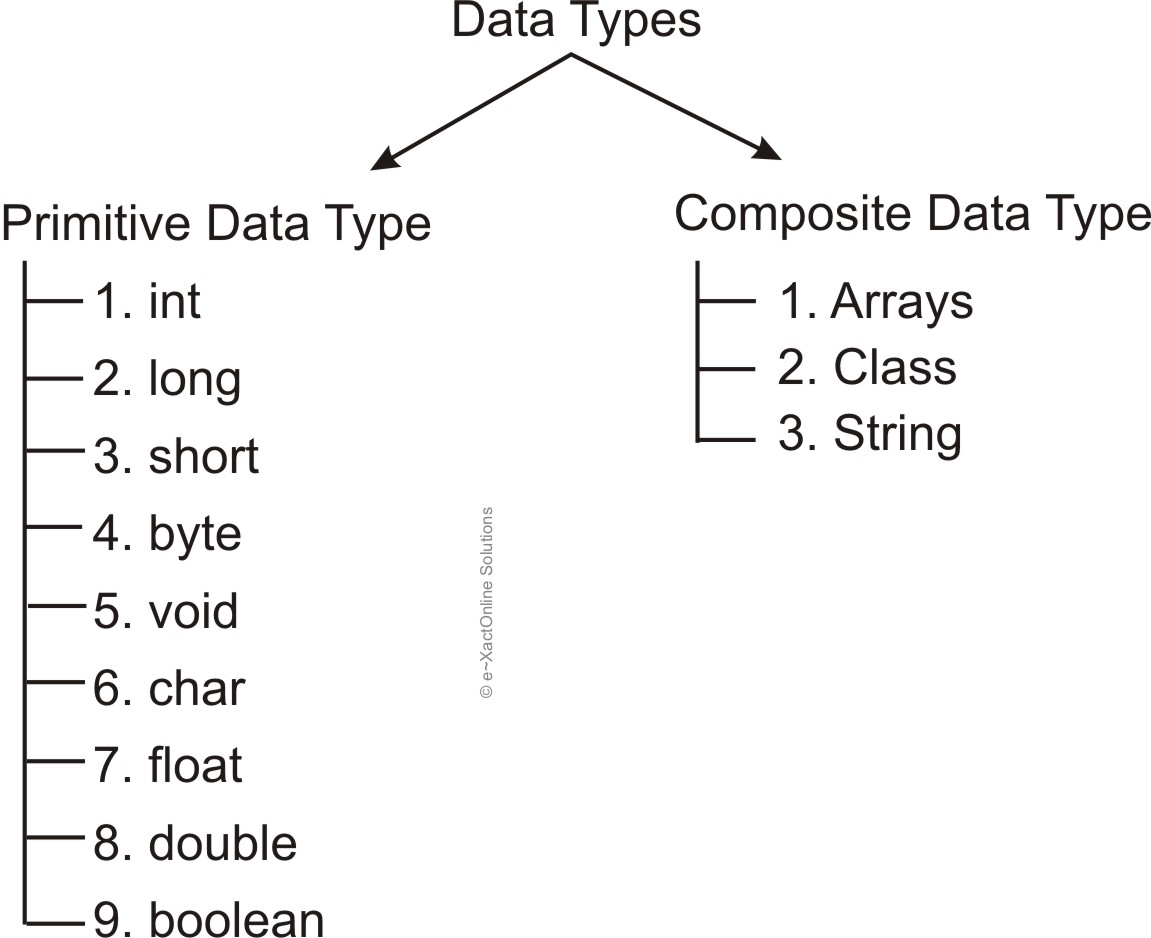 Data Types
Primitive Data Type
1. int
2. long
3. short
4. byte
5. void
6. char
7. float
8. double
9. boolean
Composite Data Type
1. Arrays
2. Class
3. String
© e~XactOnline Solutions